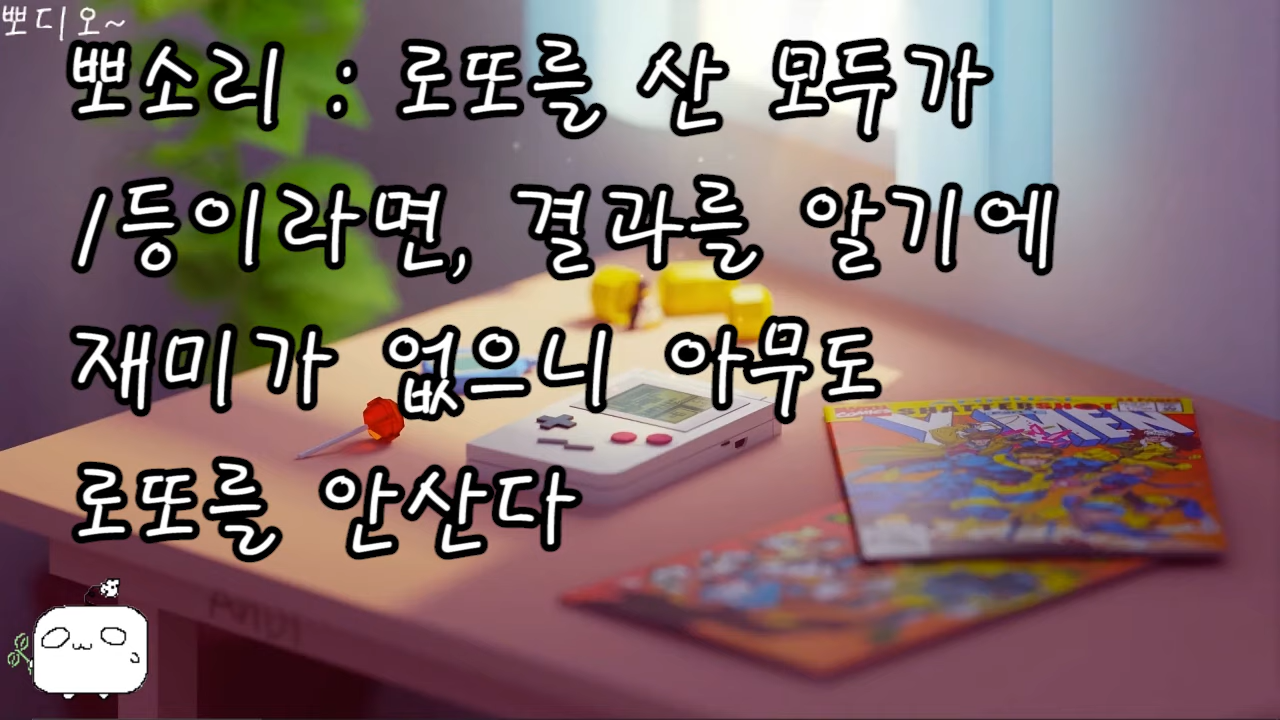 뽀디오~
뽀소리 : 로또를 산 모두가
1등이라면, 결과를 알기에
재미가 없으니 아무도
로또를 안산다
X-MEN